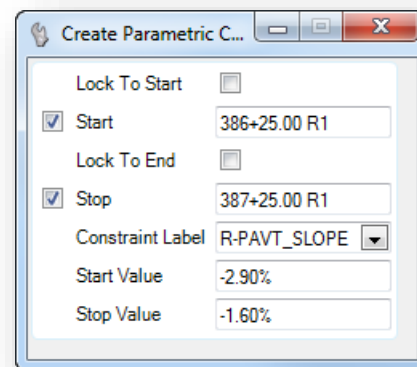 Create Parametric C...
Lock To Start
Start 386+25.00 R1
Lock To End
Stop 387+25.00 R1
Constraint Label R-PAVT_SLOPE
Start Value -2.90%
Stop Value -1.60%